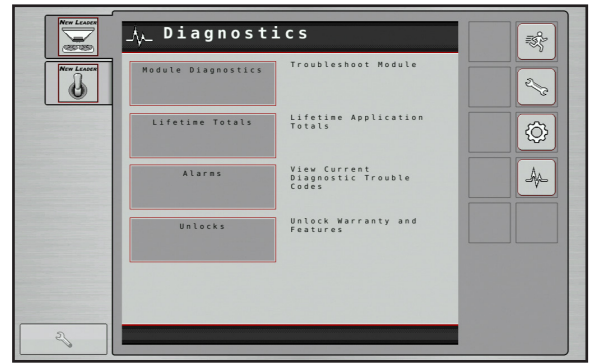 NEW LEADER
NEW LEADER
Diagnostics
Module Diagnostics
Troubleshoot Module
Lifetime Totals
Lifetime Application
Totals
Alarms
View Current
Diagnostic Trouble
Codes
Unlocks
Unlock Warranty and
Features